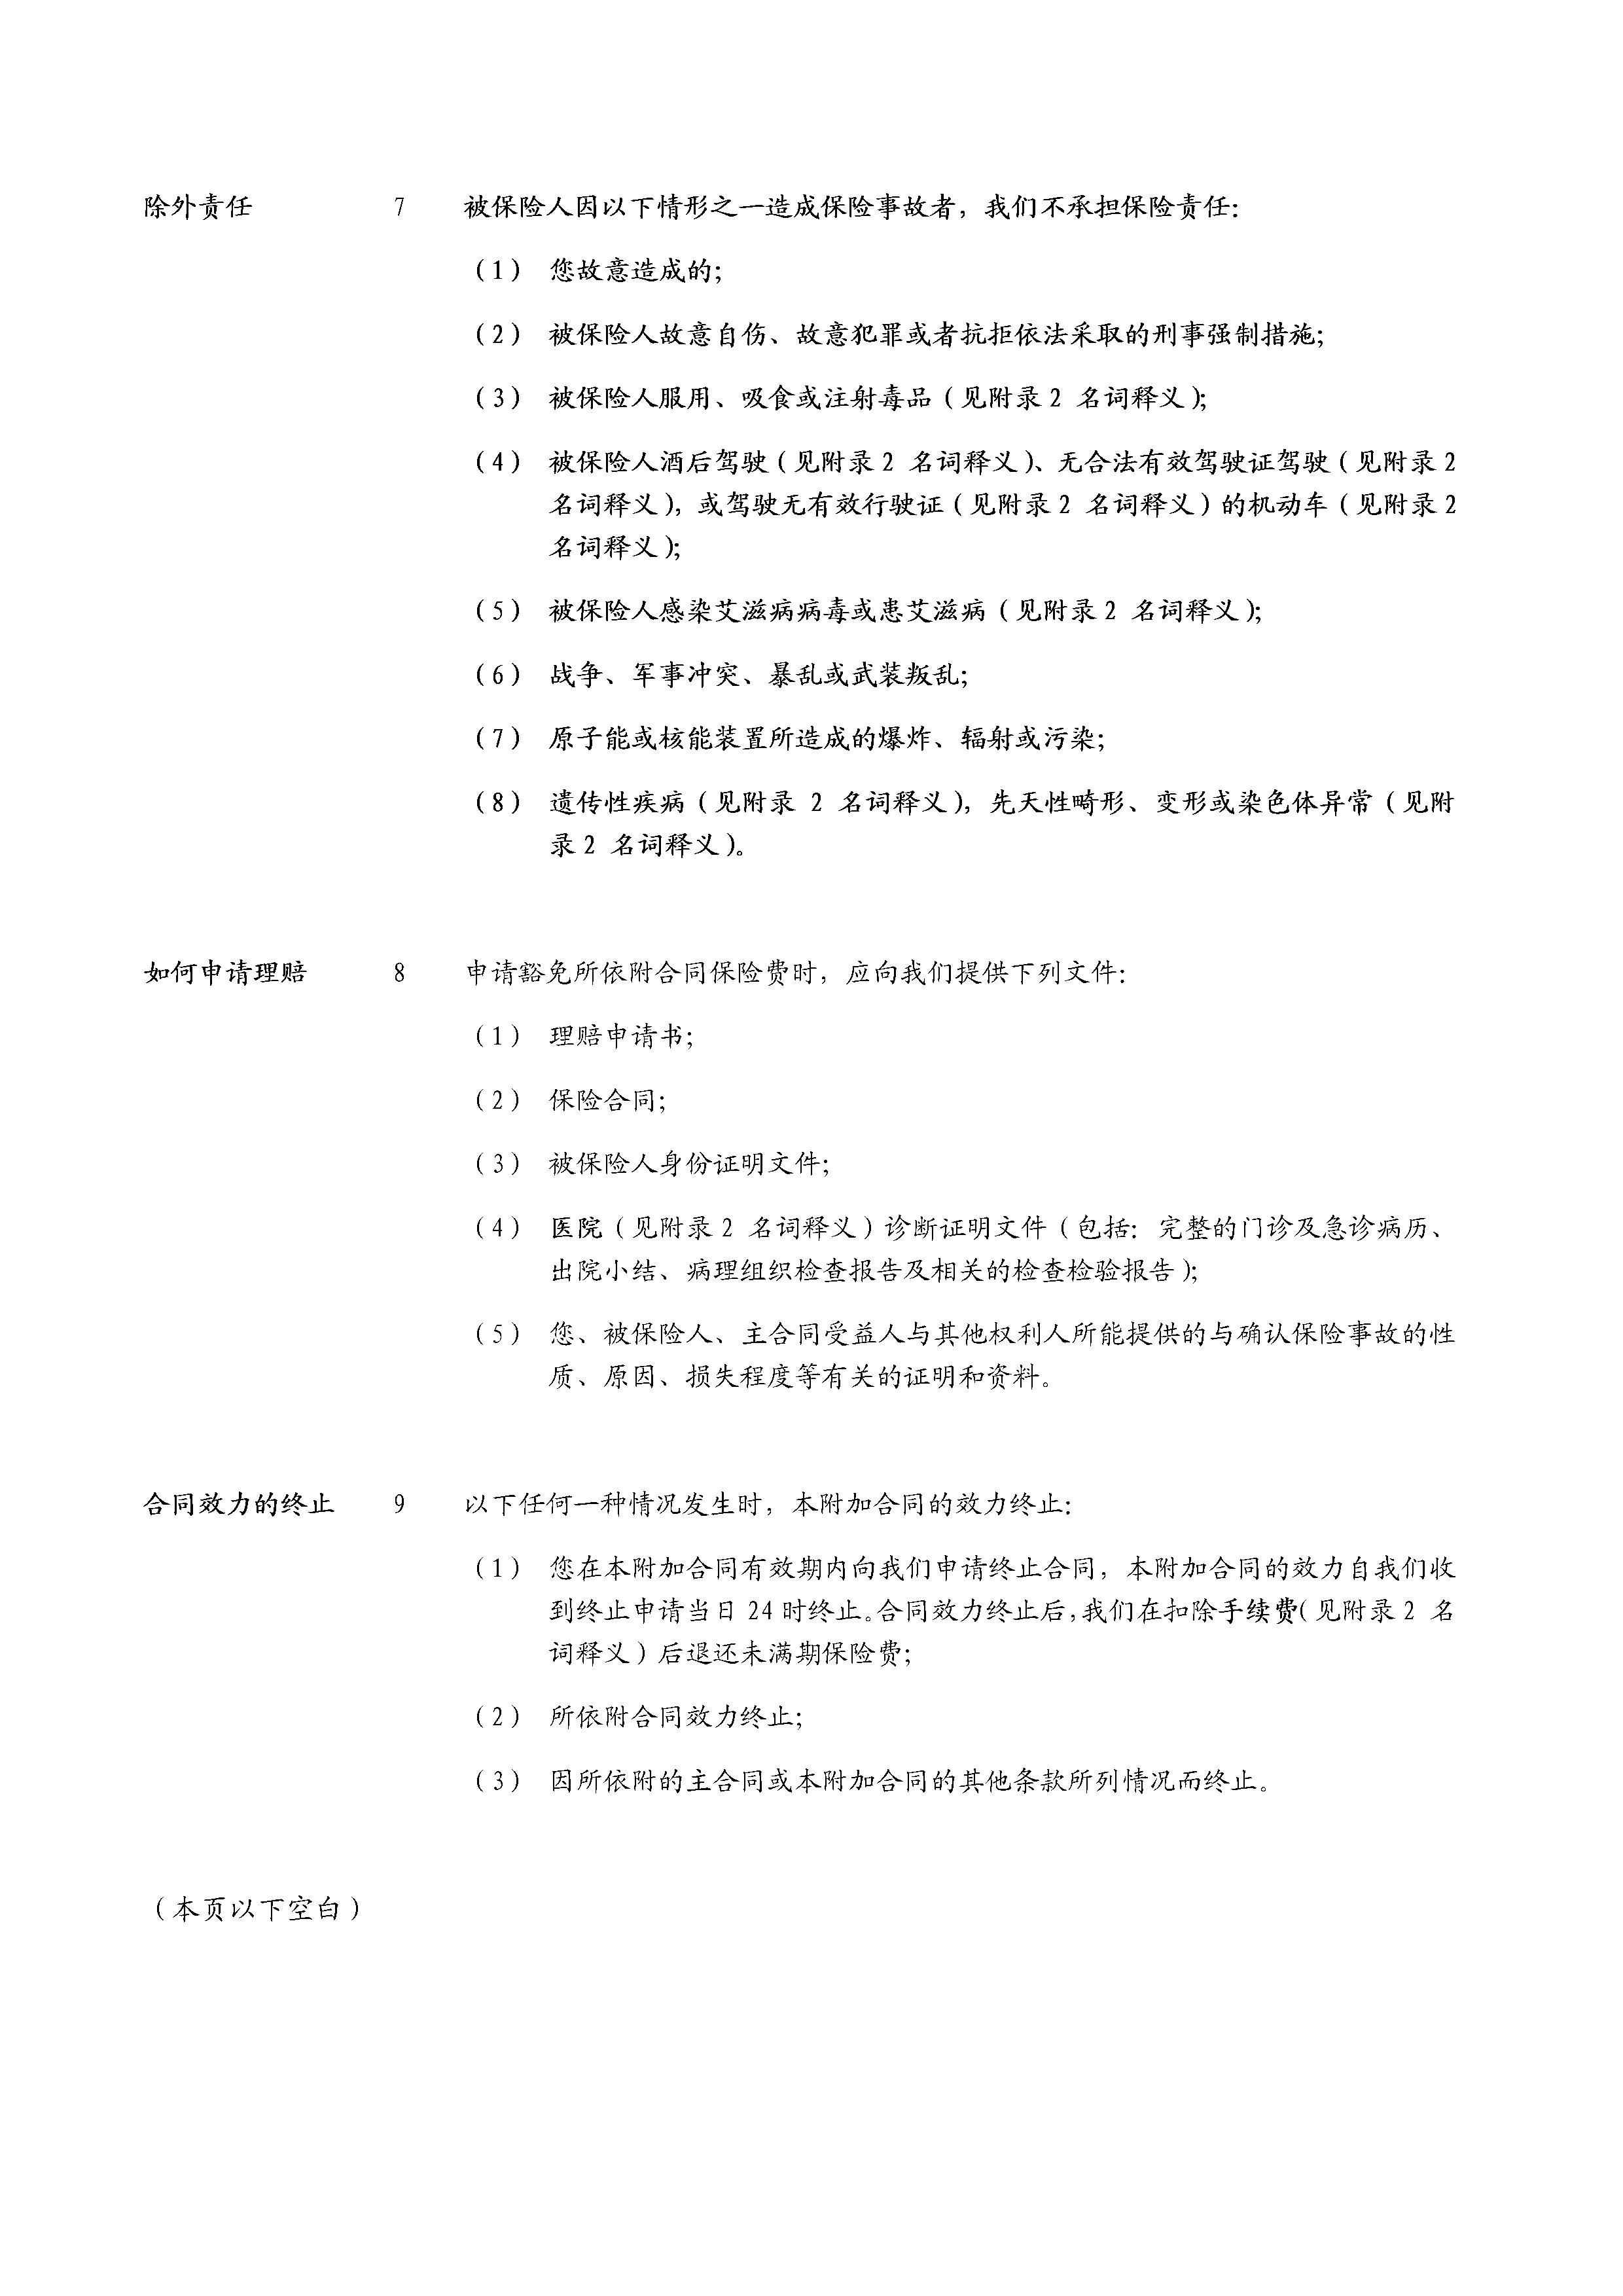 除外责任 7 被保险人因以下情形之一造成保险事故者，我们不承担保险责任：
（1） 您故意造成的；
（2） 被保险人故意自伤、故意犯罪或者抗拒依法采取的刑事强制措施；
（3） 被保险人服用、吸食或注射毒品（见附录2 名词释义）；
（4） 被保险人酒后驾驶（见附录2 名词释义）、无合法有效驾驶证驾驶（见附录2
名词释义），或驾驶无有效行驶证（见附录2 名词释义）的机动车（见附录2
名词释义）；
（5） 被保险人感染艾滋病病毒或患艾滋病（见附录2 名词释义）；
（6） 战争、军事冲突、暴乱或武装叛乱；
（7） 原子能或核能装置所造成的爆炸、辐射或污染；
（8） 遗传性疾病（见附录 2 名词释义），先天性畸形、变形或染色体异常（见附
录2 名词释义）。
如何申请理赔 8 申请豁免所依附合同保险费时，应向我们提供下列文件：
（1） 理赔申请书；
（2） 保险合同；
（3） 被保险人身份证明文件；
（4） 医院（见附录2 名词释义）诊断证明文件（包括：完整的门诊及急诊病历、
出院小结、病理组织检查报告及相关的检查检验报告）；
（5） 您、被保险人、主合同受益人与其他权利人所能提供的与确认保险事故的性
质、原因、损失程度等有关的证明和资料。
合同效力的终止 9 以下任何一种情况发生时，本附加合同的效力终止：
（1） 您在本附加合同有效期内向我们申请终止合同，本附加合同的效力自我们收
到终止申请当日24时终止。合同效力终止后，我们在扣除手续费（见附录2 名
词释义）后退还未满期保险费；
（2） 所依附合同效力终止；
（3） 因所依附的主合同或本附加合同的其他条款所列情况而终止。
（本页以下空白）